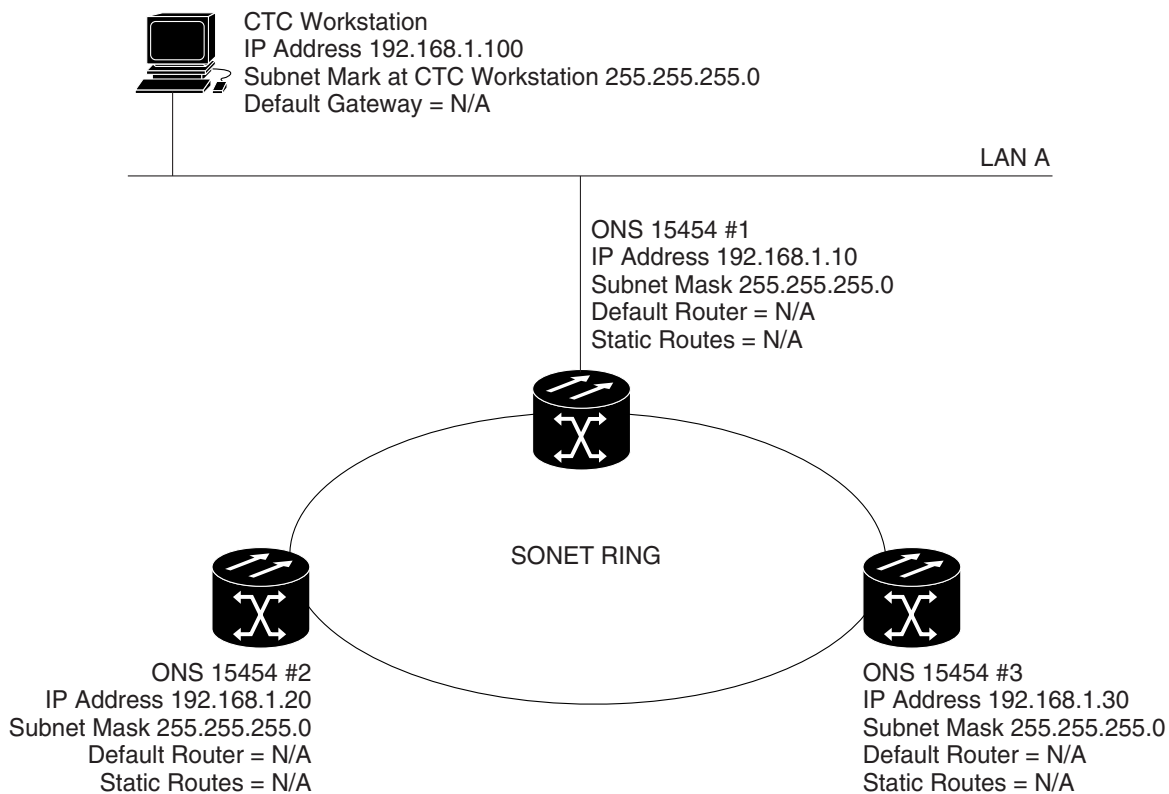 CTC Workstation
IP Address 192.168.1.100
Subnet Mark at CTC Workstation 255.255.255.0
Default Gateway = N/A
LAN A
ONS 15454 #1
IP Address 192.168.1.10
Subnet Mask 255.255.255.0
Default Router = N/A
Static Routes = N/A
SONET RING
ONS 15454 #2
IP Address 192.168.1.20
Subnet Mask 255.255.255.0
Default Router = N/A
Static Routes = N/A
ONS 15454 #3
IP Address 192.168.1.30
Subnet Mask 255.255.255.0
Default Router = N/A
Static Routes = N/A